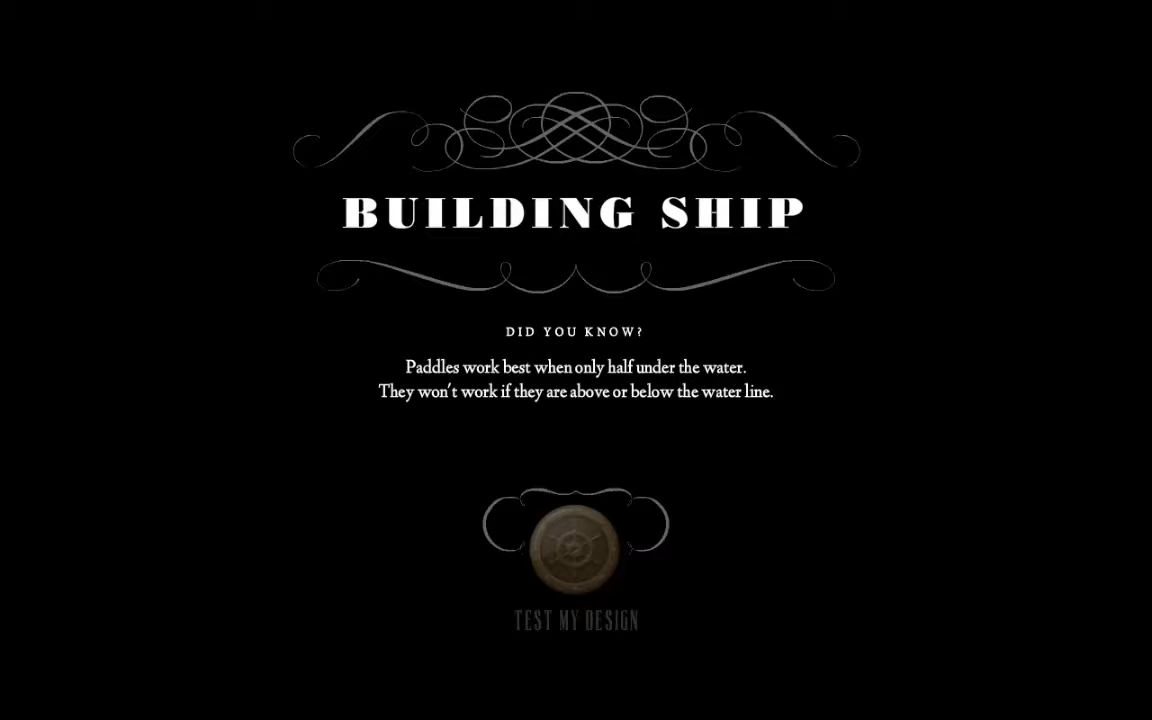 BUILDING SHIP
DID YOU KNOW?
Paddles work best when only half under the water.
They won't work if they are above or below the water line.
TEST MY DESIGN